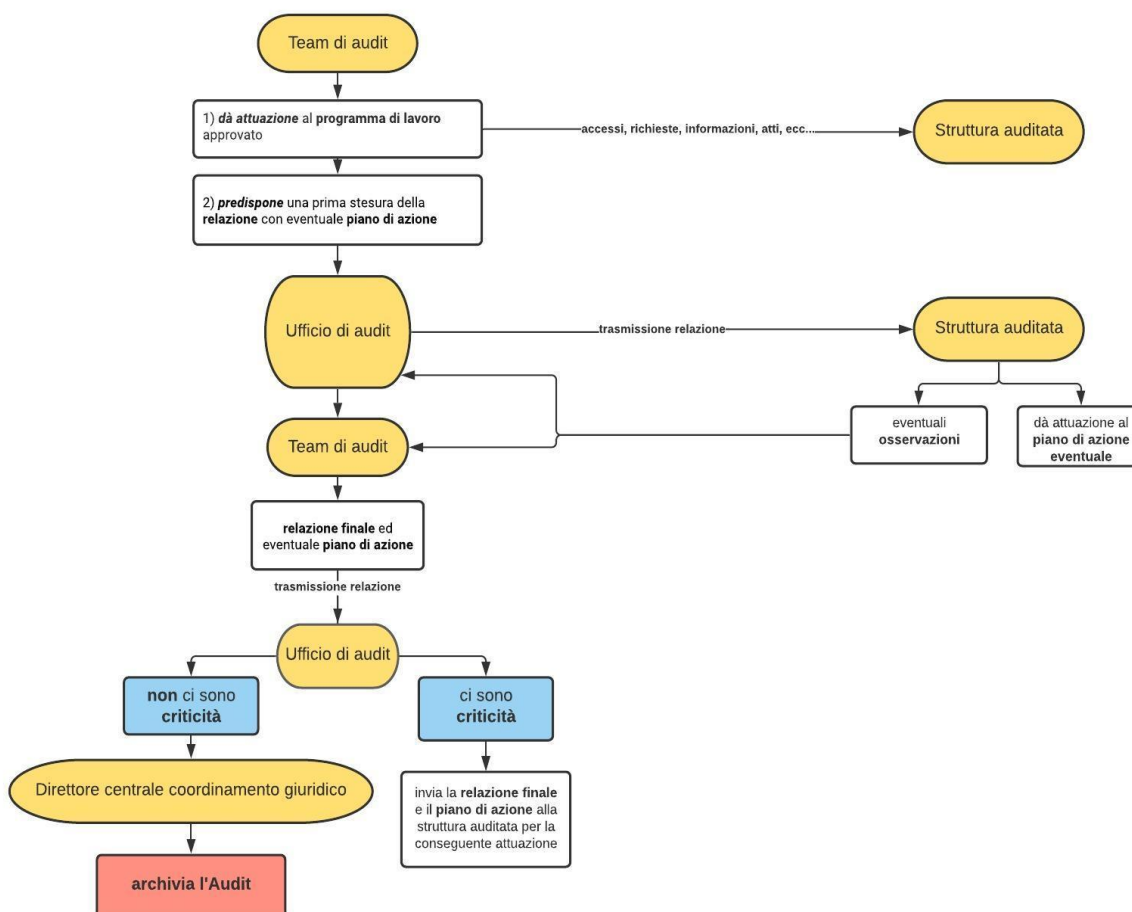 Team di audit
1) dà attuazione al programma di lavoro
approvato
accessi, richieste, informazioni, atti, ecc...
Struttura auditata
2) predispone una prima stesura della
relazione con eventuale piano di azione
Ufficio di audit
trasmissione relazione
Struttura auditata
eventuali
osservazioni
dà attuazione al
piano di azione
eventuale
Team di audit
relazione finale ed
eventuale piano di azione
trasmissione relazione
Ufficio di audit
non ci sono
criticità
ci sono
criticità
Direttore centrale coordinamento giuridico
invia la relazione finale
e il piano di azione alla
struttura auditata per la
conseguente attuazione
archivia l'Audit